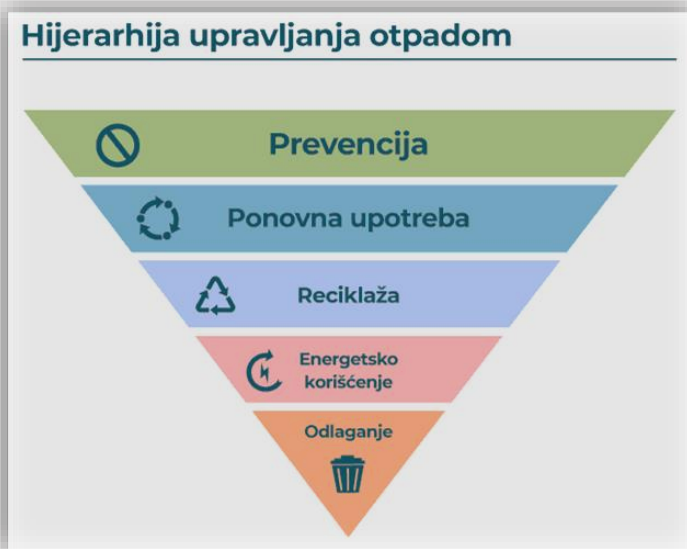 Hijerarhija upravljanja otpadom
Prevencija
Ponovna upotreba
Reciklaža
Energetsko
korišćenje
Odlaganje